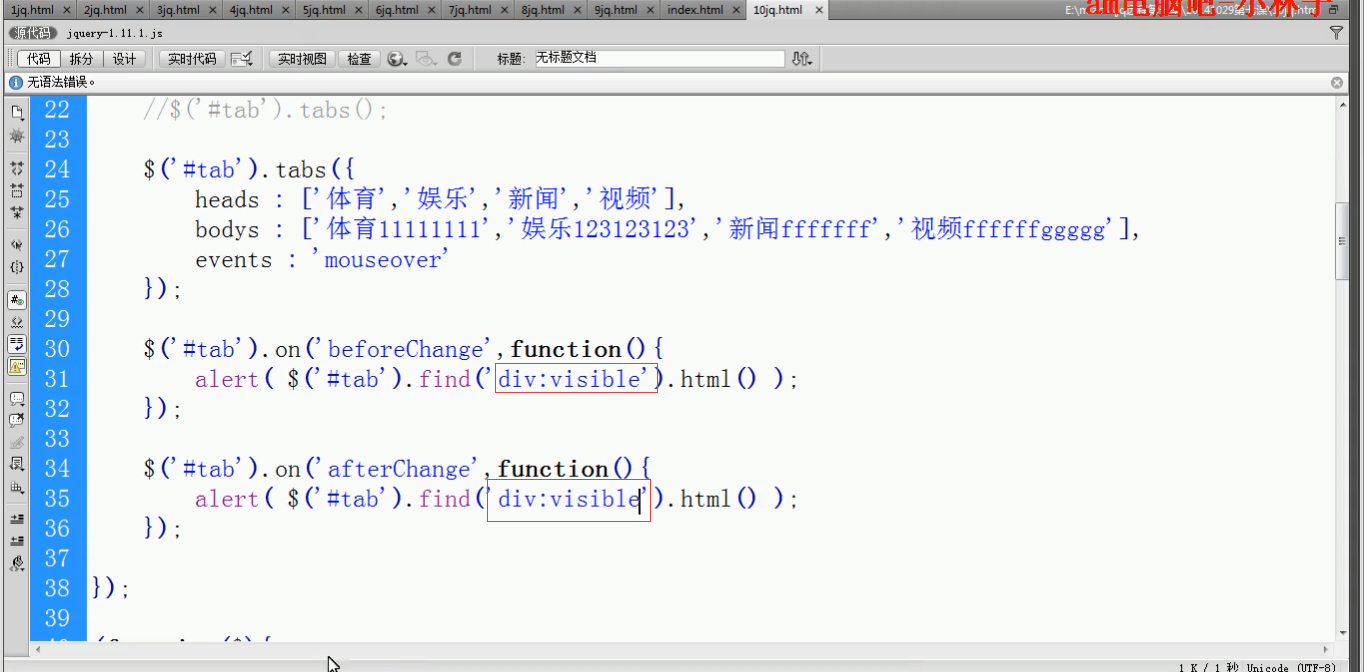 1jq.html × 2jq.html × 3jq.html × 4jq.html × 5jq.html × 6jq.html × 7jq.html × 8jq.html × 9jq.html × index.html × 10jq.html ×
源代码 jquery-1.11.1.js
代码 拆分 设计 实时代码 实时视图 检查 标题: 无标题文档
无语法错误。
22 //$('#tab').tabs();
23
24 $('#tab').tabs({
25 heads : ['体育','娱乐','新闻','视频'],
26 bodys : ['体育11111111','娱乐123123123','新闻fffffff','视频ffffffggggg'],
27 events : 'mouseover'
28 });
29
30 $('#tab').on('beforeChange',function(){
31 alert( $('#tab').find('div:visible').html() );
32 });
33
34 $('#tab').on('afterChange',function(){
35 alert( $('#tab').find('div:visible').html() );
36 });
37
38 });
39
1 K / 1 秒 Unicode (UTF-8)